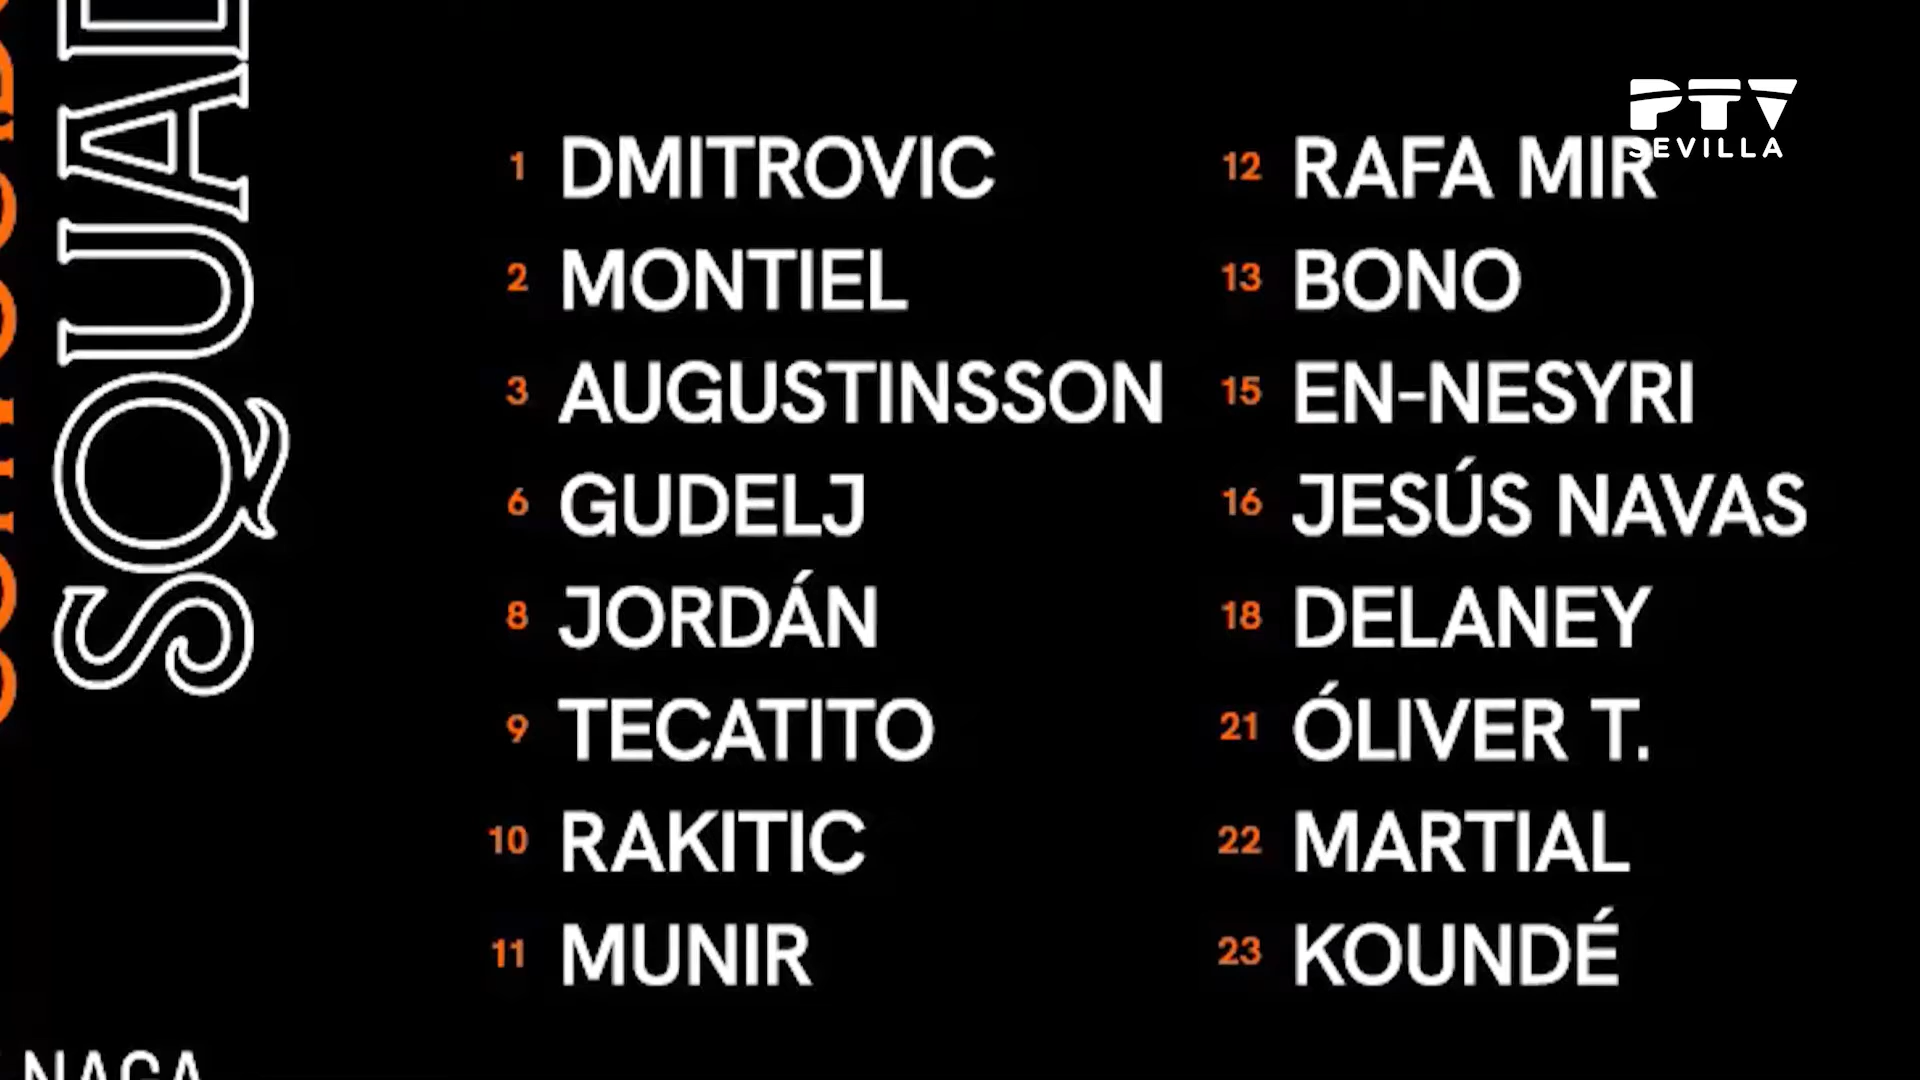 PTV
SEVILLA
SQUAD
1 DMITROVIC
2 MONTIEL
3 AUGUSTINSSON
6 GUDELJ
8 JORDÁN
9 TECATITO
10 RAKITIC
11 MUNIR
12 RAFA MIR
13 BONO
15 EN-NESYRI
16 JESÚS NAVAS
18 DELANEY
21 ÓLIVER T.
22 MARTIAL
23 KOUNDÉ
NAGA